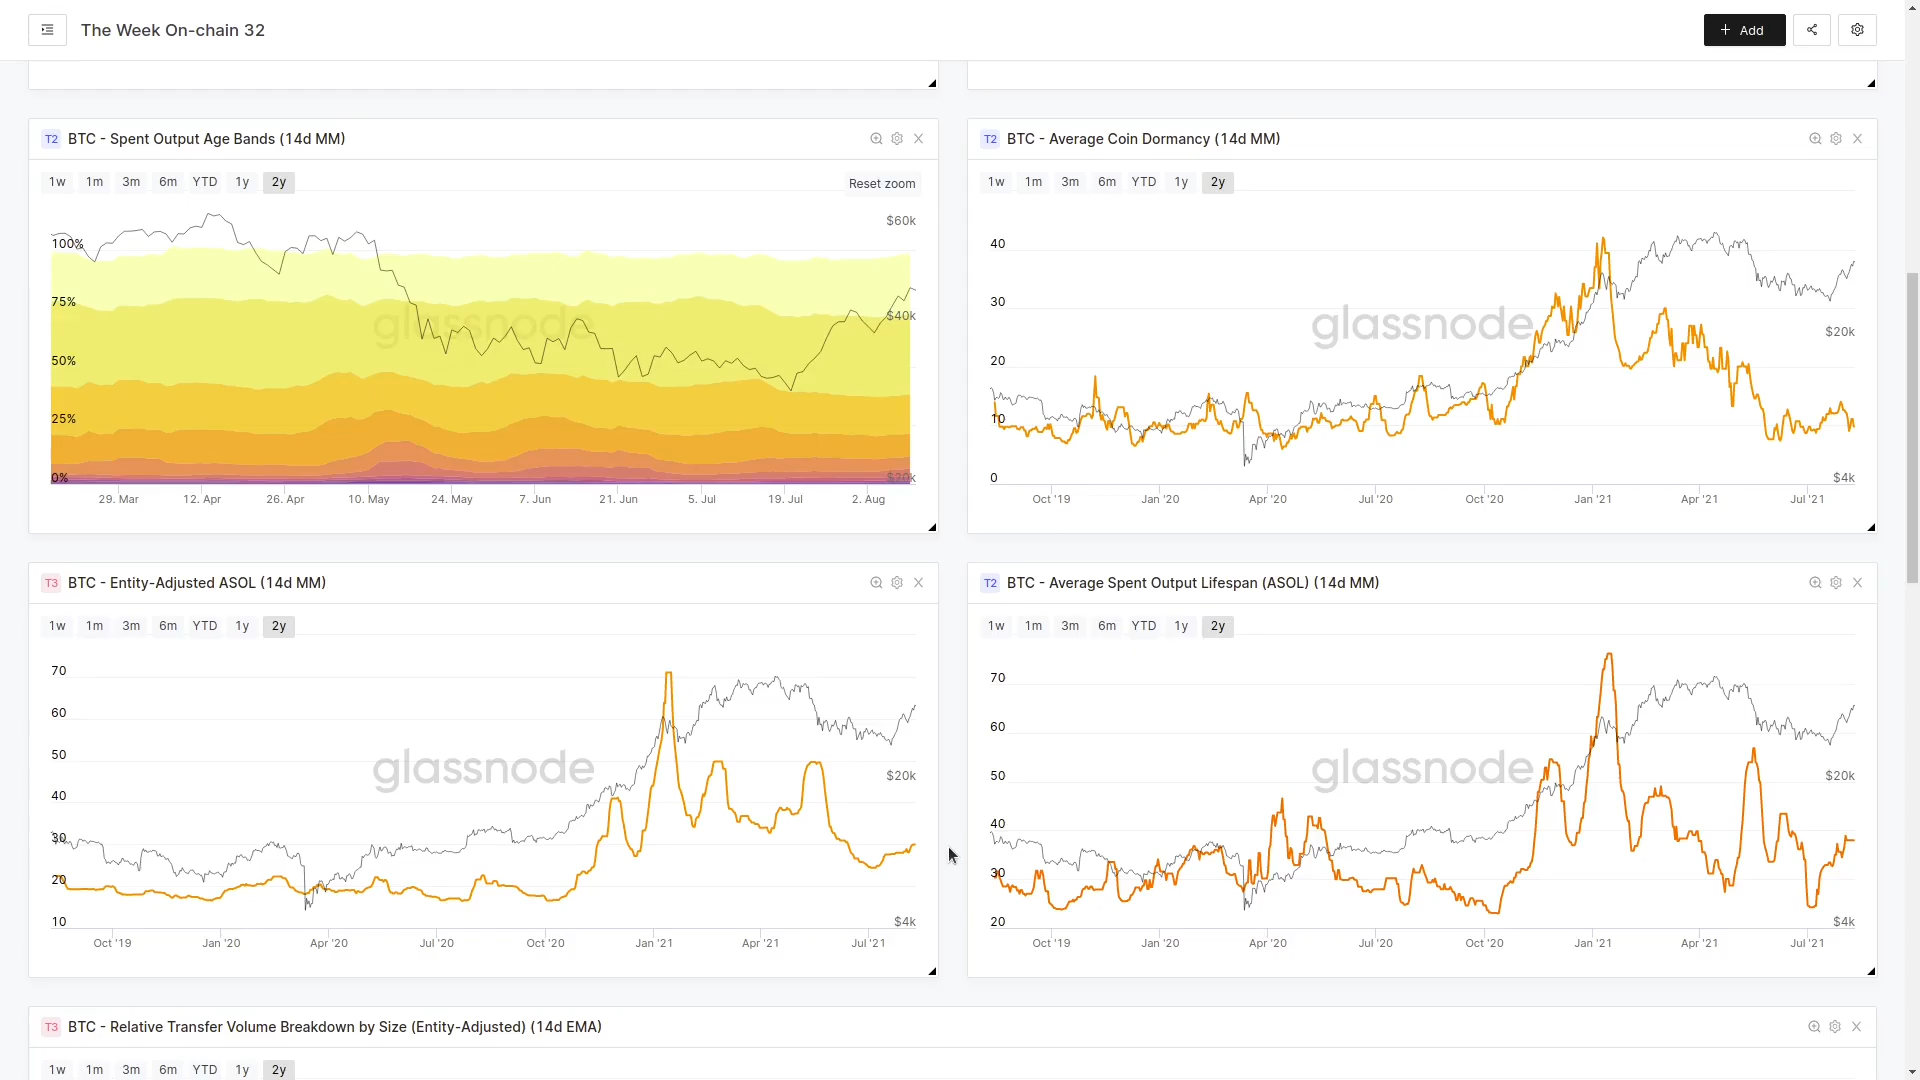 The Week On-chain 32
+ Add
T2 BTC - Spent Output Age Bands (14d MM)
1w 1m 3m 6m YTD 1y 2y
Reset zoom
$60k
100%
75%
glassnode
$40k
50%
25%
0%
$20k
29. Mar 12. Apr 26. Apr 10. May 24. May 7. Jun 21. Jun 5. Jul 19. Jul 2. Aug
T2 BTC - Average Coin Dormancy (14d MM)
1w 1m 3m 6m YTD 1y 2y
40
30
glassnode
$20k
20
10
0
$4k
Oct '19 Jan '20 Apr '20 Jul '20 Oct '20 Jan '21 Apr '21 Jul '21
T3 BTC - Entity-Adjusted ASOL (14d MM)
1w 1m 3m 6m YTD 1y 2y
70
60
50
glassnode
$20k
40
30
20
10
$4k
Oct '19 Jan '20 Apr '20 Jul '20 Oct '20 Jan '21 Apr '21 Jul '21
T2 BTC - Average Spent Output Lifespan (ASOL) (14d MM)
1w 1m 3m 6m YTD 1y 2y
70
60
glassnode
50
$20k
40
30
20
$4k
Oct '19 Jan '20 Apr '20 Jul '20 Oct '20 Jan '21 Apr '21 Jul '21
T3 BTC - Relative Transfer Volume Breakdown by Size (Entity-Adjusted) (14d EMA)
1w 1m 3m 6m YTD 1y 2y